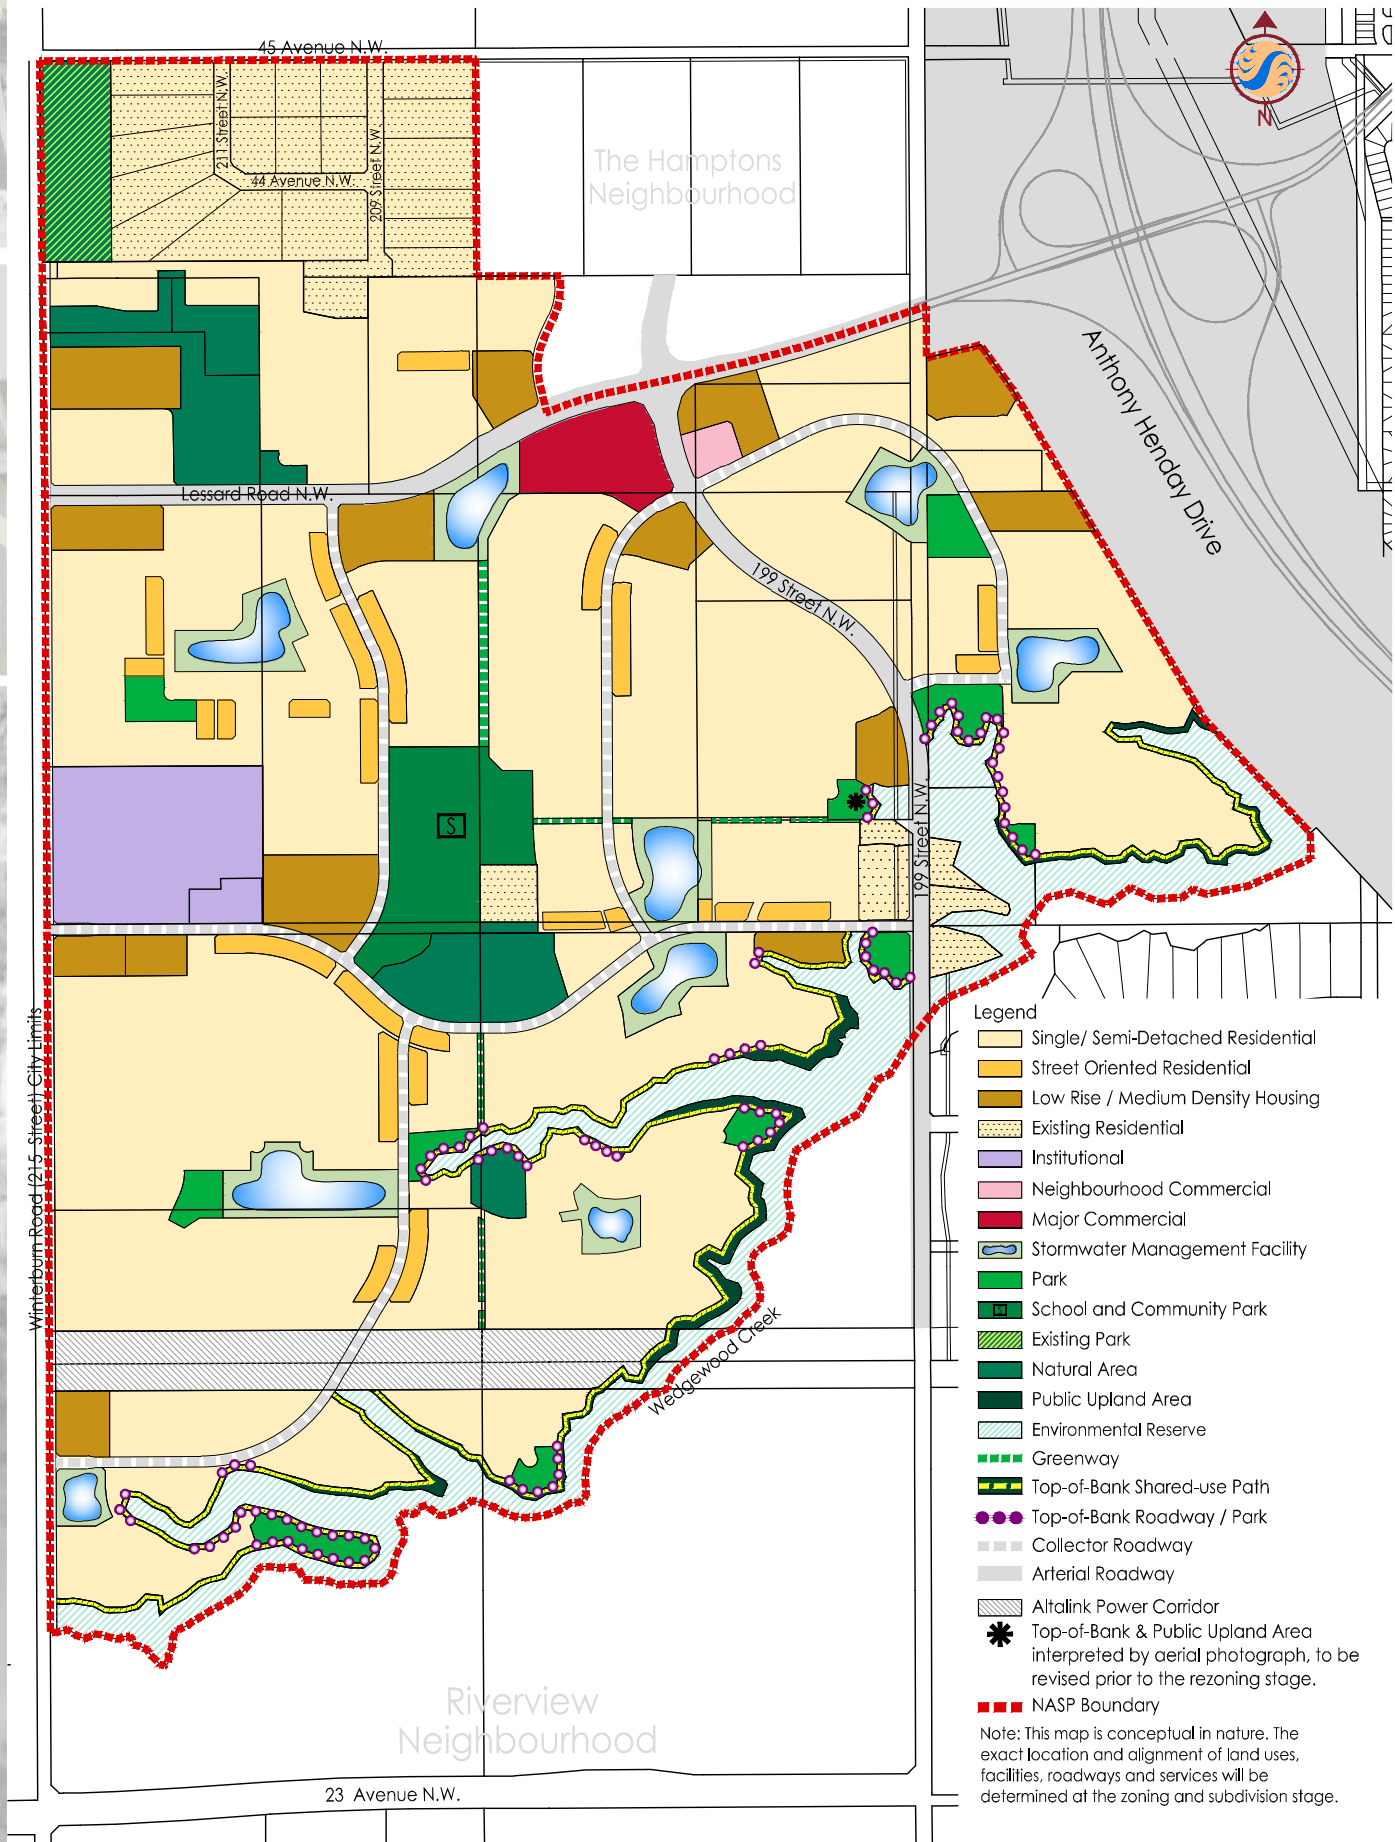 45 Avenue N.W.
211 Street N.W.
209 Street N.W.
44 Avenue N.W.
The Hamptons
Neighbourhood
N
Anthony Henday Drive
Lessard Road N.W.
199 Street N.W.
S
199 Street N.W.
Winterburn Road (215 Street) City Limits
Wedgewood Creek
Legend
Single/ Semi-Detached Residential
Street Oriented Residential
Low Rise / Medium Density Housing
Existing Residential
Institutional
Neighbourhood Commercial
Major Commercial
Stormwater Management Facility
Park
S
School and Community Park
Existing Park
Natural Area
Public Upland Area
Environmental Reserve
Greenway
Top-of-Bank Shared-use Path
Top-of-Bank Roadway / Park
Collector Roadway
Arterial Roadway
Altalink Power Corridor
Top-of-Bank & Public Upland Area
interpreted by aerial photograph, to be
revised prior to the rezoning stage.
NASP Boundary
Note: This map is conceptual in nature. The
exact location and alignment of land uses,
facilities, roadways and services will be
determined at the zoning and subdivision stage.
Riverview
Neighbourhood
23 Avenue N.W.